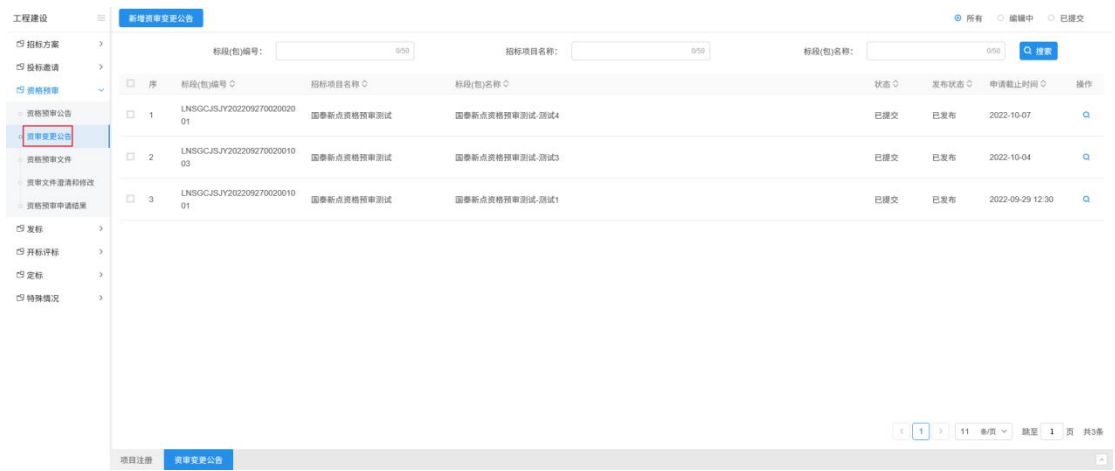 工程建设
新增资审变更公告
所有 编辑中 已提交
招标方案
投标邀请
资格预审
资格预审公告
资审变更公告
资格预审文件
资审文件澄清和修改
资格预审申请结果
发标
开标评标
定标
特殊情况
标段(包)编号: 0/50 招标项目名称: 0/50 标段(包)名称: 0/50 搜索
序 标段(包)编号 招标项目名称 标段(包)名称 状态 发布状态 申请截止时间 操作
1 LNSGCJSJY202209270020020 国泰新点资格预审测试 国泰新点资格预审测试-测试4 已提交 已发布 2022-10-07
01
2 LNSGCJSJY202209270020010 国泰新点资格预审测试 国泰新点资格预审测试-测试3 已提交 已发布 2022-10-04
03
3 LNSGCJSJY202209270020010 国泰新点资格预审测试 国泰新点资格预审测试-测试1 已提交 已发布 2022-09-29 12:30
01
1 11 条/页 跳至 1 页 共3条
项目注册 资审变更公告